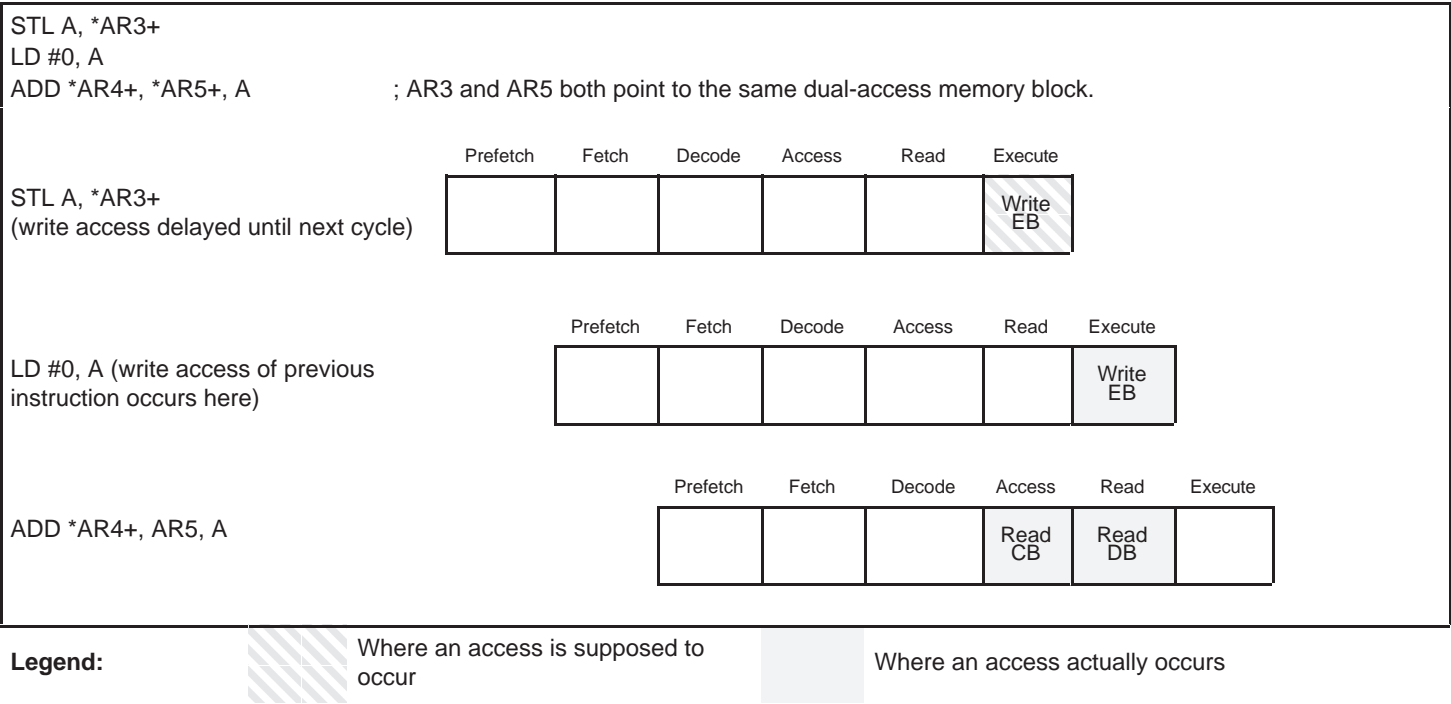 STL A, *AR3+
LD #0, A
ADD *AR4+, *AR5+, A ; AR3 and AR5 both point to the same dual-access memory block.
Prefetch Fetch Decode Access Read Execute
STL A, *AR3+
(write access delayed until next cycle)
Write
EB
Prefetch Fetch Decode Access Read Execute
LD #0, A (write access of previous
instruction occurs here)
Write
EB
Prefetch Fetch Decode Access Read Execute
ADD *AR4+, AR5, A
Read
CB
Read
DB
Legend:
Where an access is supposed to
occur
Where an access actually occurs